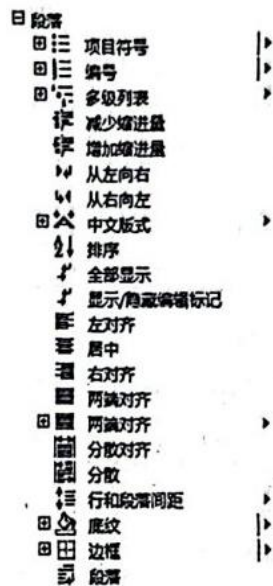 段落
项目符号
编号
多级列表
减少缩进量
增加缩进量
从左向右
从右向左
中文版式
排序
全部显示
显示/隐藏编辑标记
左对齐
居中
右对齐
两端对齐
两端对齐
分散对齐
分散
行和段落间距
底纹
边框
段落